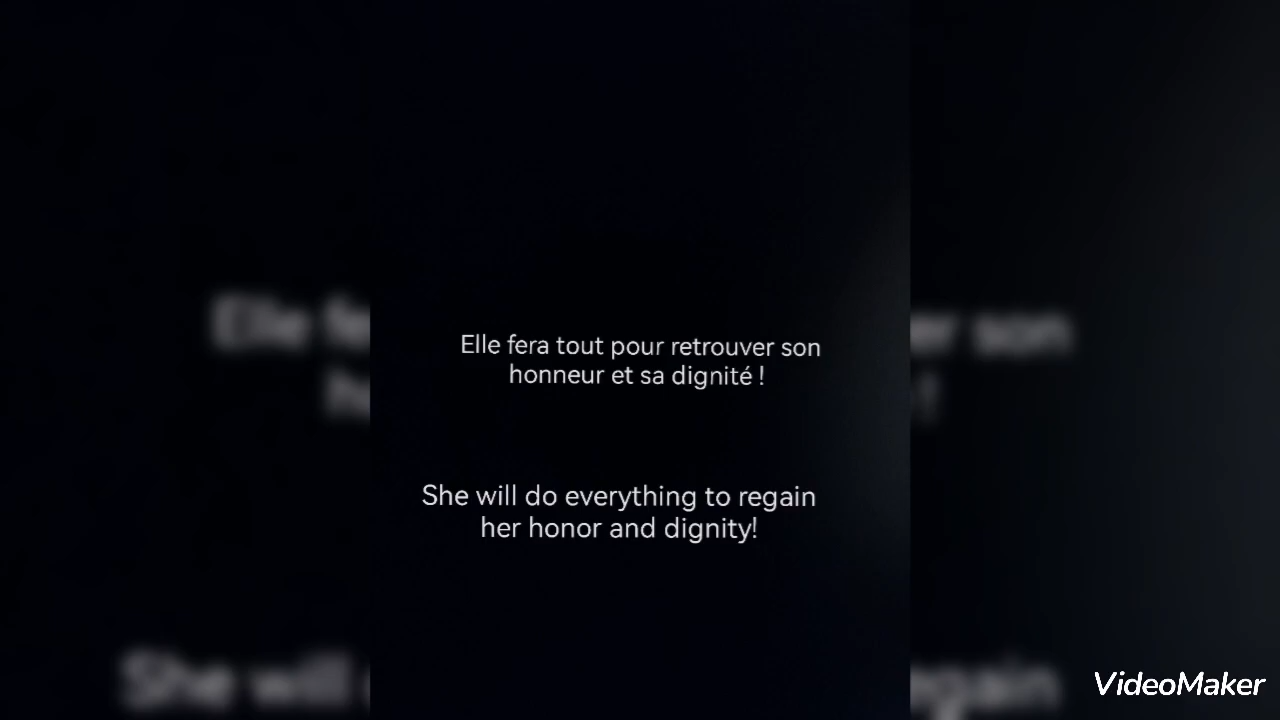 Elle fera tout pour retrouver son
honneur et sa dignité !
She will do everything to regain
her honor and dignity!
VideoMaker